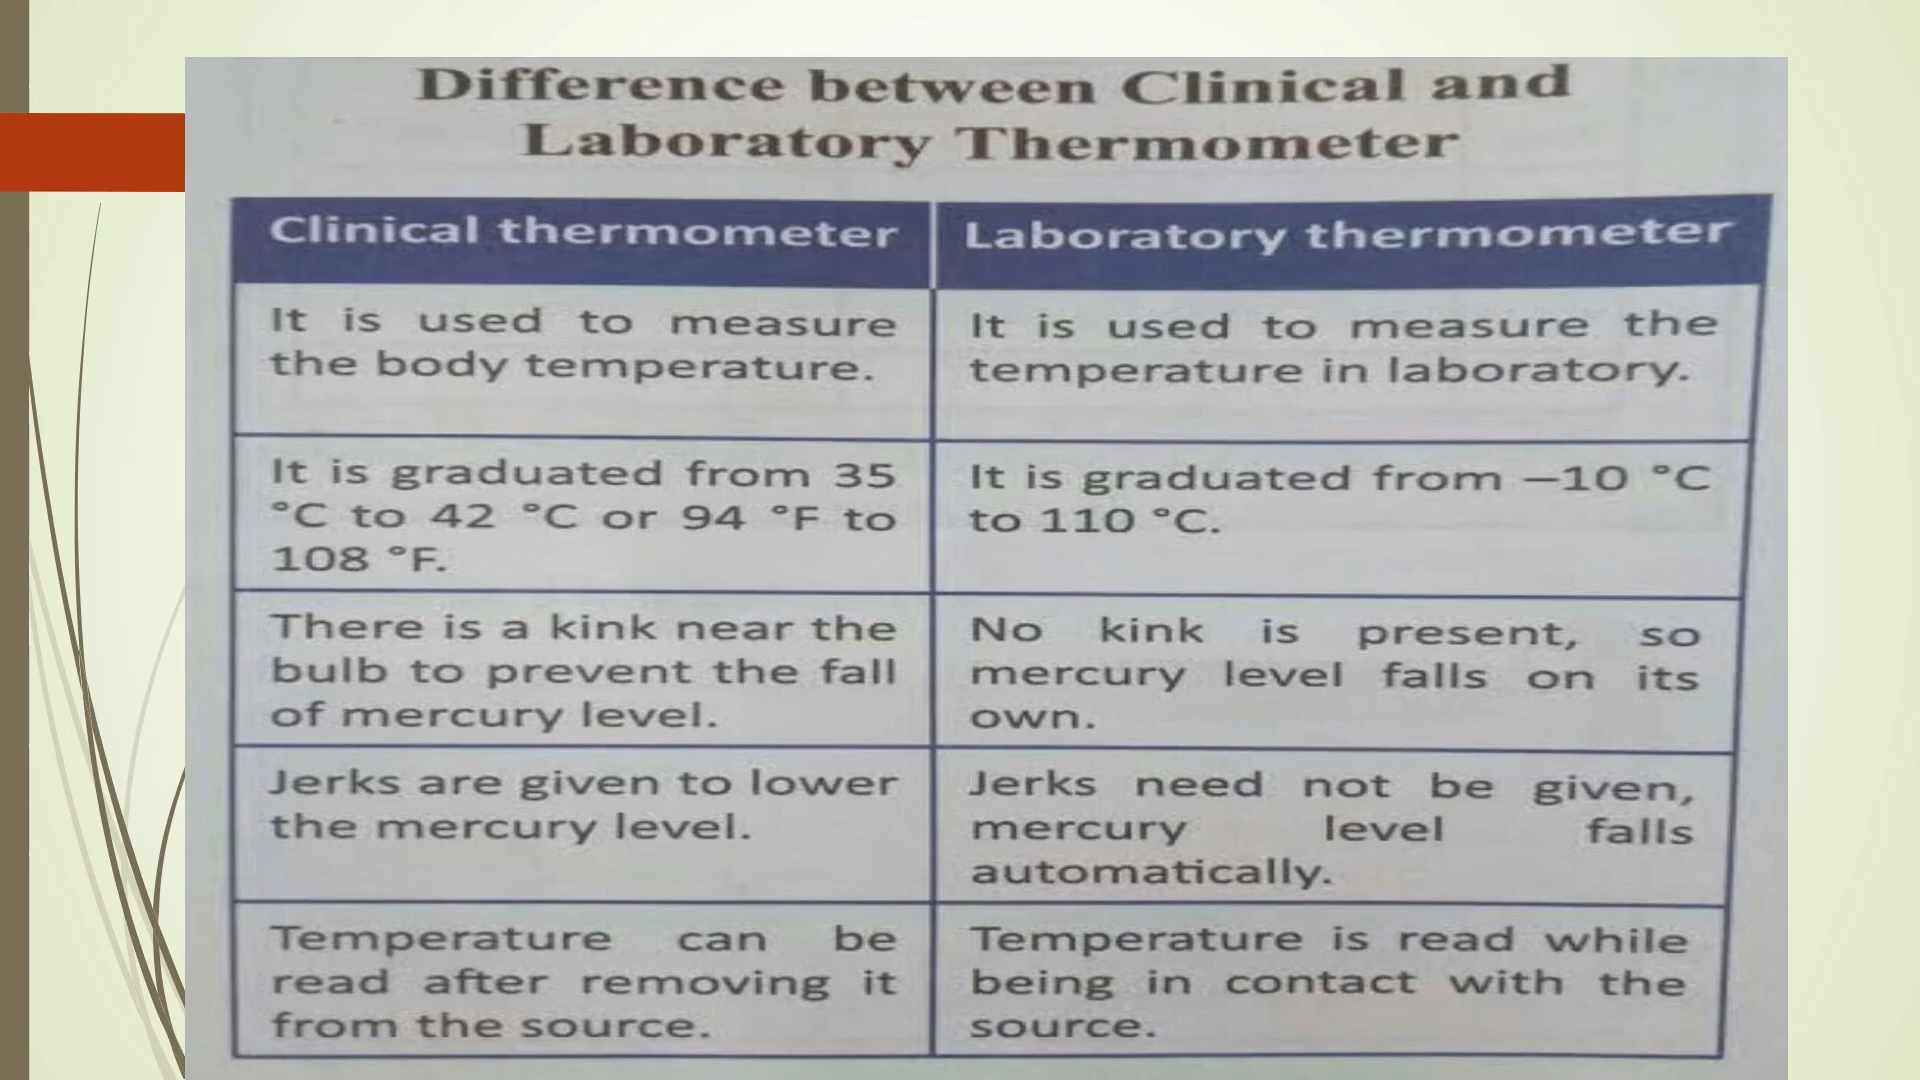 Difference between Clinical and
Laboratory Thermometer
Clinical thermometer
Laboratory thermometer
It is used to measure
the body temperature.
It is used to measure the
temperature in laboratory.
It is graduated from 35
°C to 42 °C or 94 °F to
108 °F.
It is graduated from –10 °C
to 110 °C.
There is a kink near the
bulb to prevent the fall
of mercury level.
No kink is present, so
mercury level falls on its
own.
Jerks are given to lower
the mercury level.
Jerks need not be given,
mercury level falls
automatically.
Temperature can be
read after removing it
from the source.
Temperature is read while
being in contact with the
source.